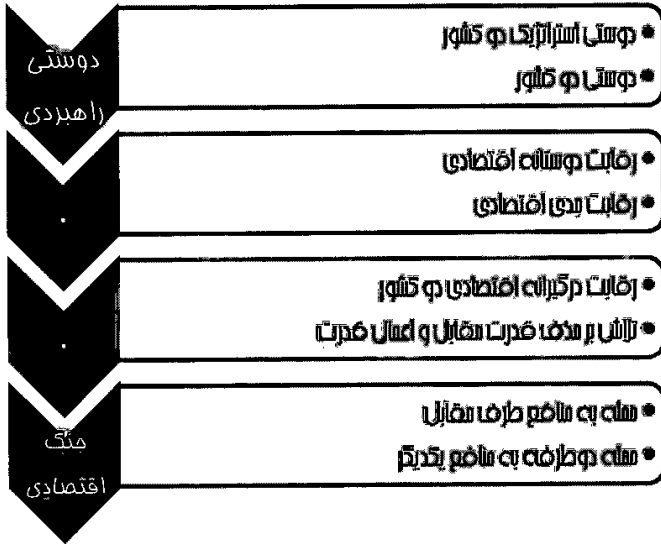 دوستی
راهبردی
• دوستی استراتژیک دو کشور
• دوستی دو کشور
.
• رقابت دوستانه اقتصادی
• رقابت جدی اقتصادی
.
• رقابت درگیرانه اقتصادی دو کشور
• تلاش بر حذف قدرت مقابل و اعمال قدرت
جنگ
اقتصادی
• حمله به منافع طرف مقابل
• حمله دوطرفه به منافع یکدیگر